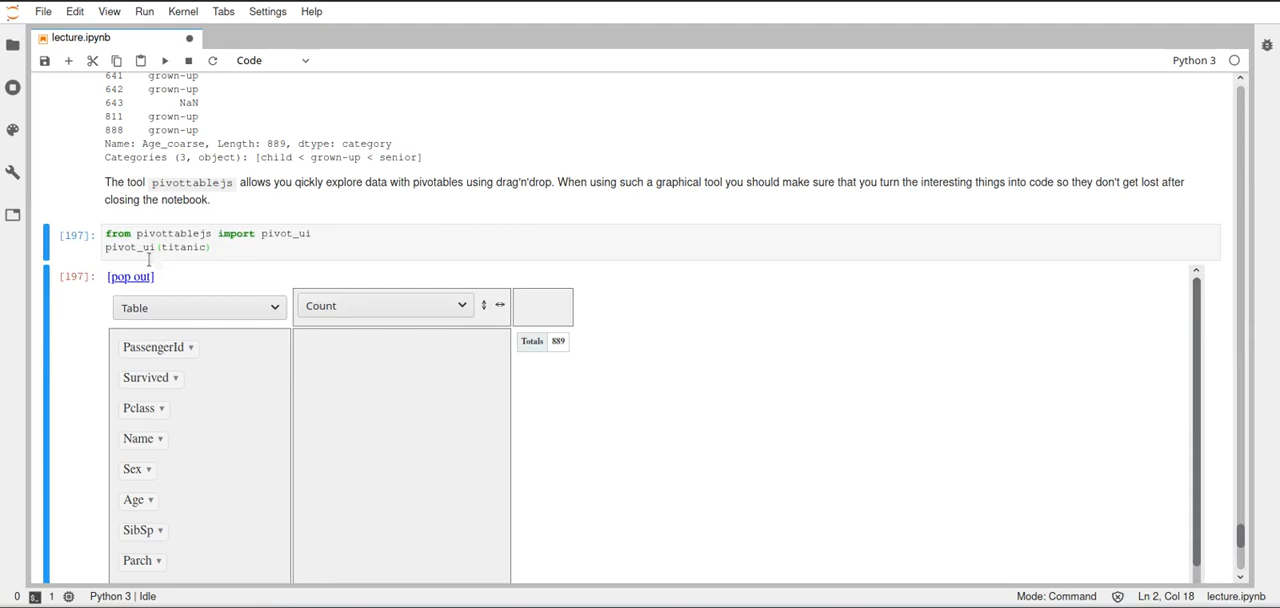 File Edit View Run Kernel Tabs Settings Help
lecture.ipynb
Code Python 3
641 grown-up
642 grown-up
643 NaN
811 grown-up
888 grown-up
Name: Age_coarse, Length: 889, dtype: category
Categories (3, object): [child < grown-up < senior]
The tool pivottablejs allows you qickly explore data with pivotables using drag'n'drop. When using such a graphical tool you should make sure that you turn the interesting things into code so they don't get lost after
closing the notebook.
[197]: from pivottablejs import pivot_ui
pivot_ui(titanic)
[197]: [pop out]
Table Count
Totals 889
PassengerId
Survived
Pclass
Name
Sex
Age
SibSp
Parch
0 1 Python 3 | Idle Mode: Command Ln 2, Col 18 lecture.ipynb